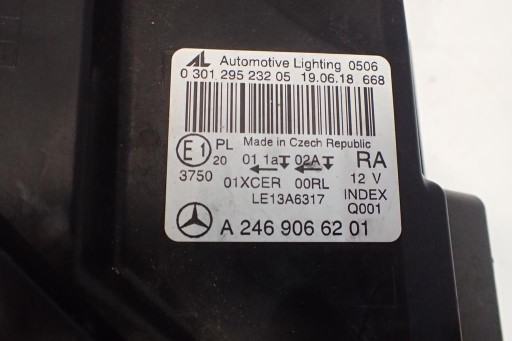 AL Automotive Lighting 0506
0 301 295 232 05 19.06.18 668
Made in Czech Republic
E1 PL 01 1a 02A RA
20
3750 01XCER 00RL 12 V
LE13A6317 INDEX
Q001
A 246 906 62 01